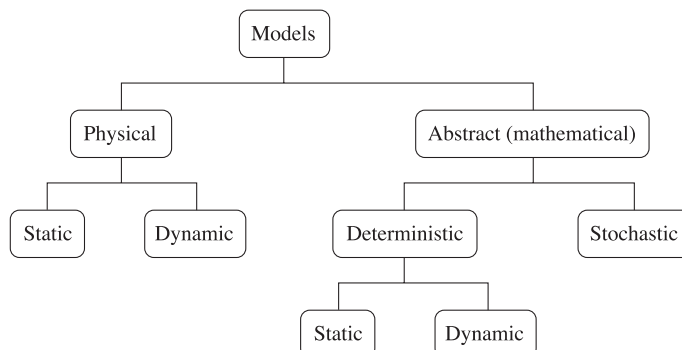 Models
Physical
Abstract (mathematical)
Static
Dynamic
Deterministic
Stochastic
Static
Dynamic